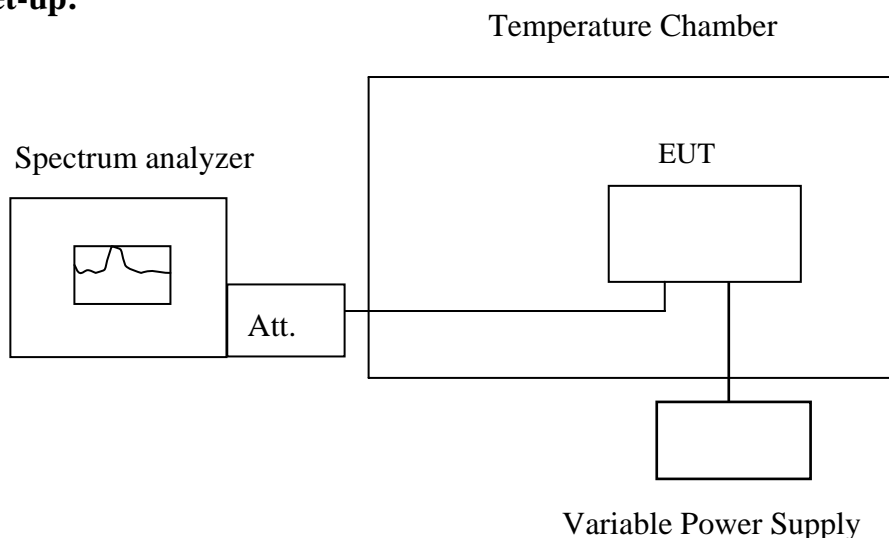 et-up:
Temperature Chamber
Spectrum analyzer
EUT
Att.
Variable Power Supply